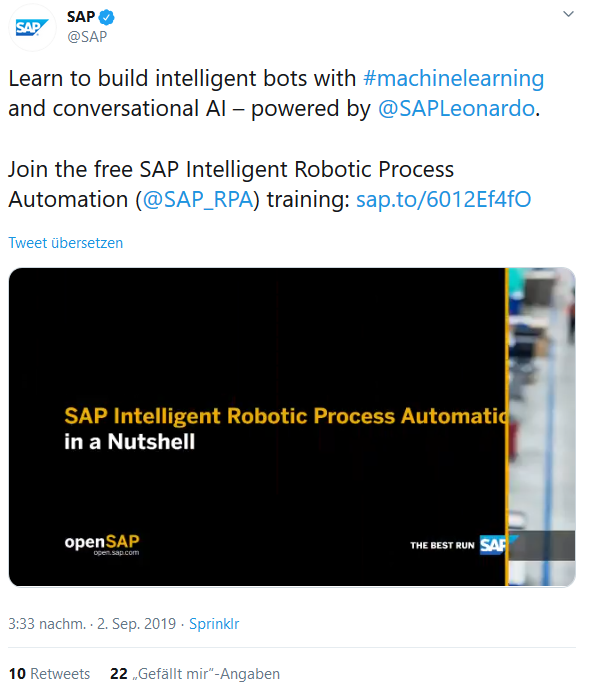 SAP
SAP
@SAP
Learn to build intelligent bots with #machinelearning
and conversational AI – powered by @SAPLeonardo.
Join the free SAP Intelligent Robotic Process
Automation (@SAP_RPA) training: sap.to/6012Ef4fO
Tweet übersetzen
SAP Intelligent Robotic Process Automatic
in a Nutshell
openSAP
open.sap.com
THE BEST RUN SAP
3:33 nachm. · 2. Sep. 2019 · Sprinklr
10 Retweets 22 „Gefällt mir“-Angaben